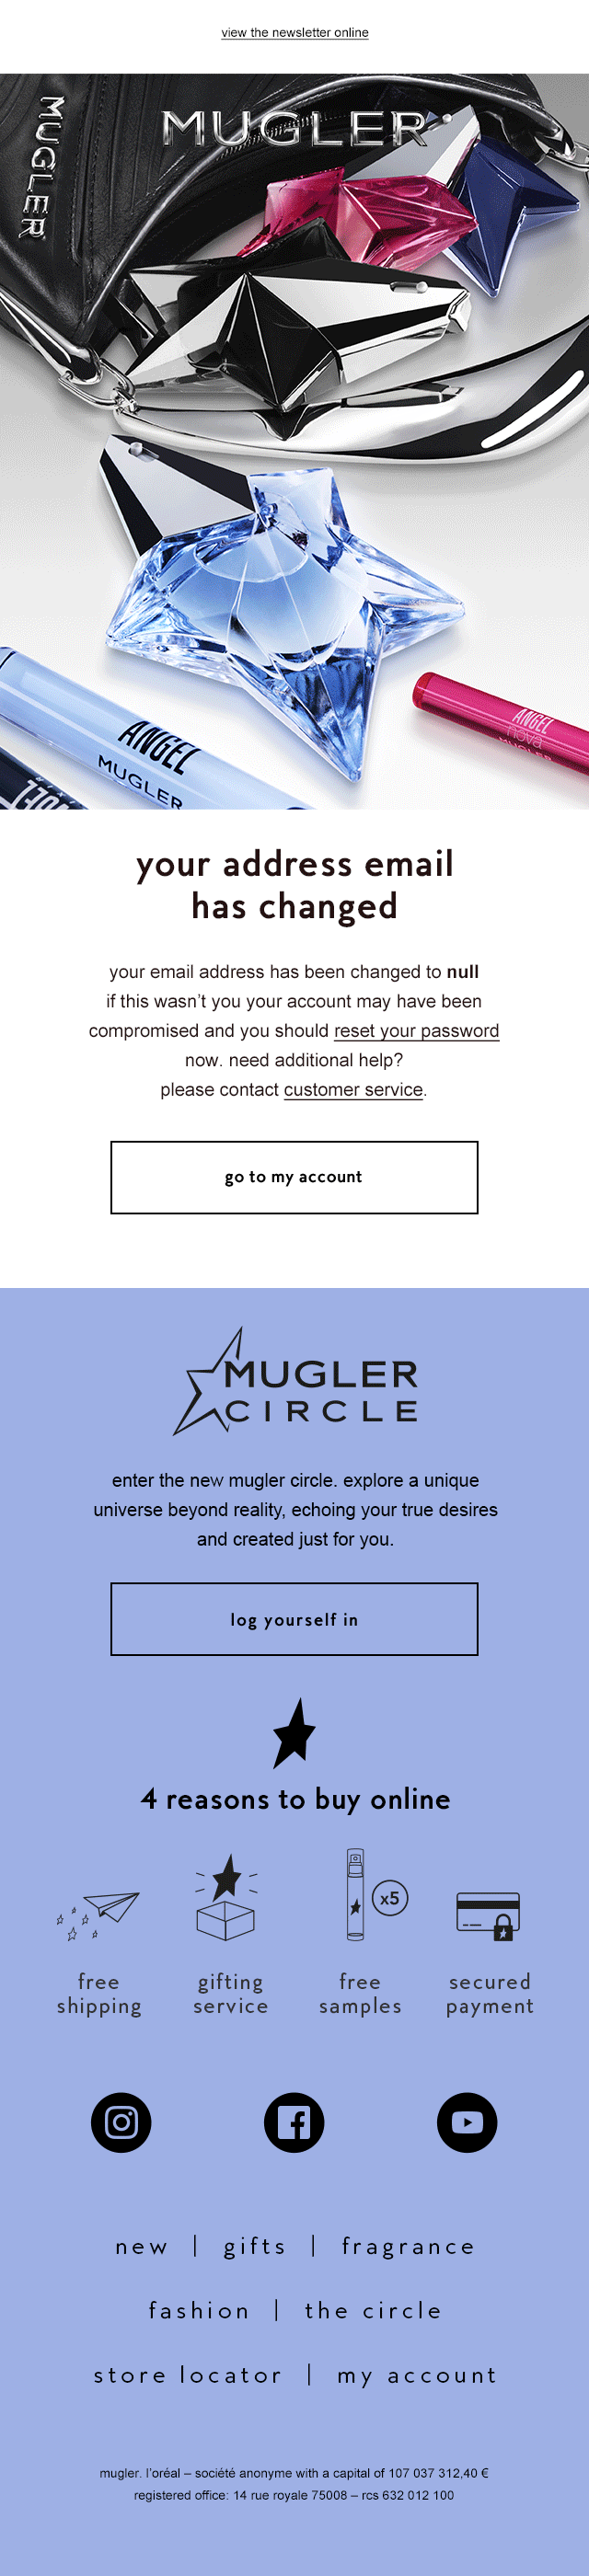 view the newsletter online
MUGLER
MUGLER
ANGEL
MUGLER
ANGEL
NOVA
MUGLER
your address email
has changed
your email address has been changed to null
if this wasn’t you your account may have been
compromised and you should reset your password
now. need additional help?
please contact customer service.
go to my account
MUGLER
CIRCLE
enter the new mugler circle. explore a unique
universe beyond reality, echoing your true desires
and created just for you.
log yourself in
4 reasons to buy online
x5
free shipping
gifting service
free samples
secured payment
new | gifts | fragrance
fashion | the circle
store locator | my account
mugler. l’oréal – société anonyme with a capital of 107 037 312,40 €
registered office: 14 rue royale 75008 – rcs 632 012 100